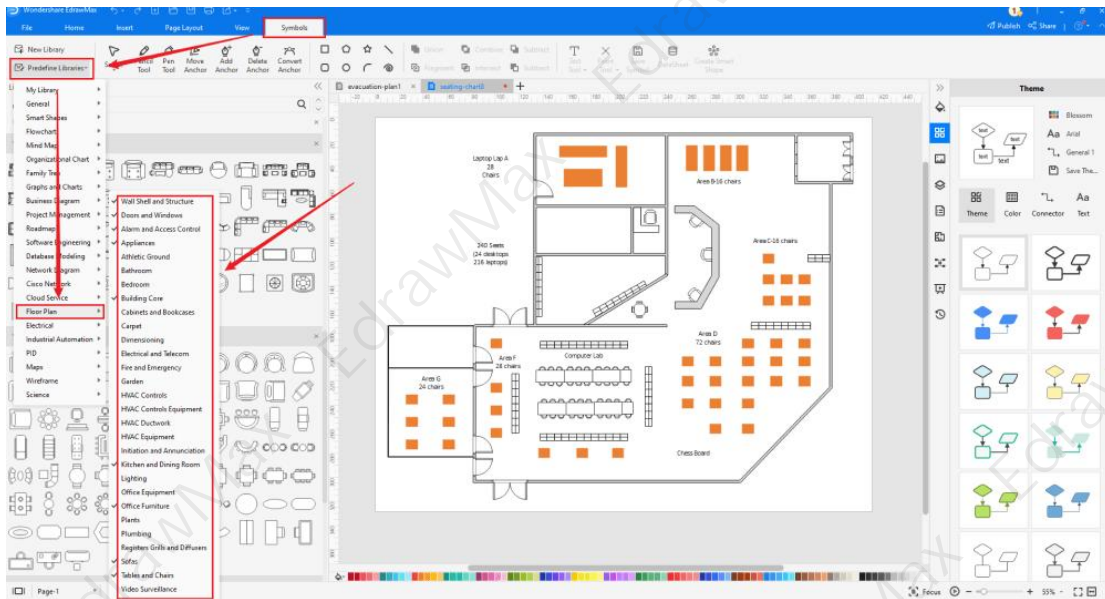 Wondershare EdrawMax
File Home Insert Page Layout View Symbols
Publish Share
New Library
Predefine Libraries
Tool
Pen Tool
Move Anchor
Add Anchor
Delete Anchor
Convert Anchor
evacuation-plan1
seating-chart8
My Library
General
Smart Shapes
Flowchart
Mind Map
Organizational Chart
Family Tree
Graphs and Charts
Business Diagram
Project Management
Roadmap
Software Engineering
Database Modeling
Network Diagram
Cisco Network
Cloud Service
Floor Plan
Electrical
Industrial Automation
PID
Maps
Wireframe
Science
Wall Shell and Structure
Doors and Windows
Alarm and Access Control
Appliances
Athletic Ground
Bathroom
Bedroom
Building Core
Cabinets and Bookcases
Carpet
Dimensioning
Electrical and Telecom
Fire and Emergency
Garden
HVAC Controls
HVAC Controls Equipment
HVAC Ductwork
HVAC Equipment
Initiation and Annunciation
Kitchen and Dining Room
Lighting
Office Equipment
Office Furniture
Plants
Plumbing
Registers Grills and Diffusers
Sofas
Tables and Chairs
Video Surveillance
Laptop Lap A
28
Chairs
Area B-16 chairs
340 Seats
(24 desktops
216 laptops)
Area C-16 chairs
Area D
72 chairs
Area F
28 chairs
Computer Lab
Area G
24 chairs
Chess Board
Theme
Blossom
Arial
General 1
Save The...
Theme Color Connector Text
Page-1
Focus
55%
EdrawMax